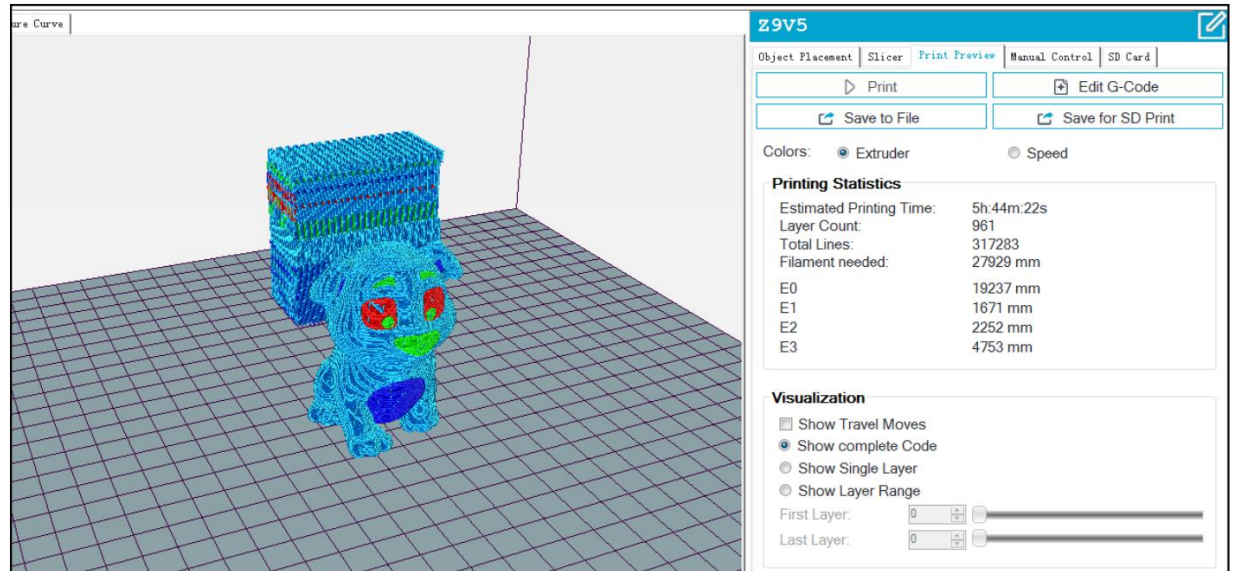 ure Curve
Z9V5
Object Placement Slicer Print Preview Manual Control SD Card
Print Edit G-Code
Save to File Save for SD Print
Colors: Extruder Speed
Printing Statistics
Estimated Printing Time: 5h:44m:22s
Layer Count: 961
Total Lines: 317283
Filament needed: 27929 mm
E0 19237 mm
E1 1671 mm
E2 2252 mm
E3 4753 mm
Visualization
Show Travel Moves
Show complete Code
Show Single Layer
Show Layer Range
First Layer: 0
Last Layer: 0